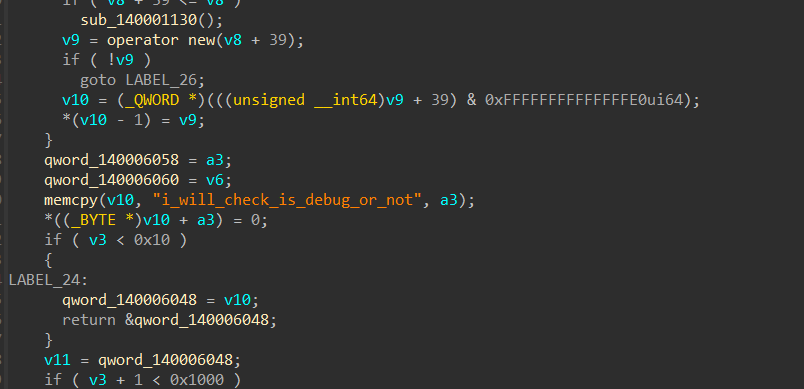 if ( v8 + 39 <= v8 )
sub_140001130();
v9 = operator new(v8 + 39);
if ( !v9 )
goto LABEL_26;
v10 = (_QWORD *)(((unsigned __int64)v9 + 39) & 0xFFFFFFFFFFFFFFE0ui64);
*(v10 - 1) = v9;
}
qword_140006058 = a3;
qword_140006060 = v6;
memcpy(v10, "i_will_check_is_debug_or_not", a3);
*((_BYTE *)v10 + a3) = 0;
if ( v3 < 0x10 )
{
LABEL_24:
qword_140006048 = v10;
return &qword_140006048;
}
v11 = qword_140006048;
if ( v3 + 1 < 0x1000 )